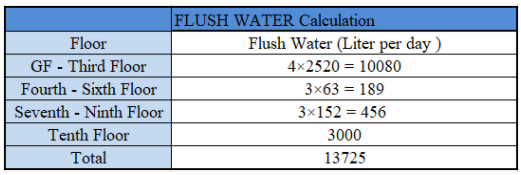 FLUSH WATER Calculation
Floor Flush Water (Liter per day )
GF - Third Floor 4×2520 = 10080
Fourth - Sixth Floor 3×63 = 189
Seventh - Ninth Floor 3×152 = 456
Tenth Floor 3000
Total 13725